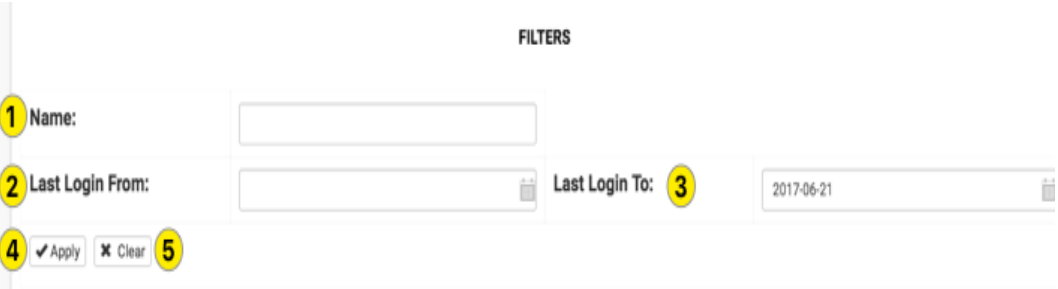 FILTERS
1 Name:
2 Last Login From: Last Login To: 3 2017-06-21
4 Apply Clear 5